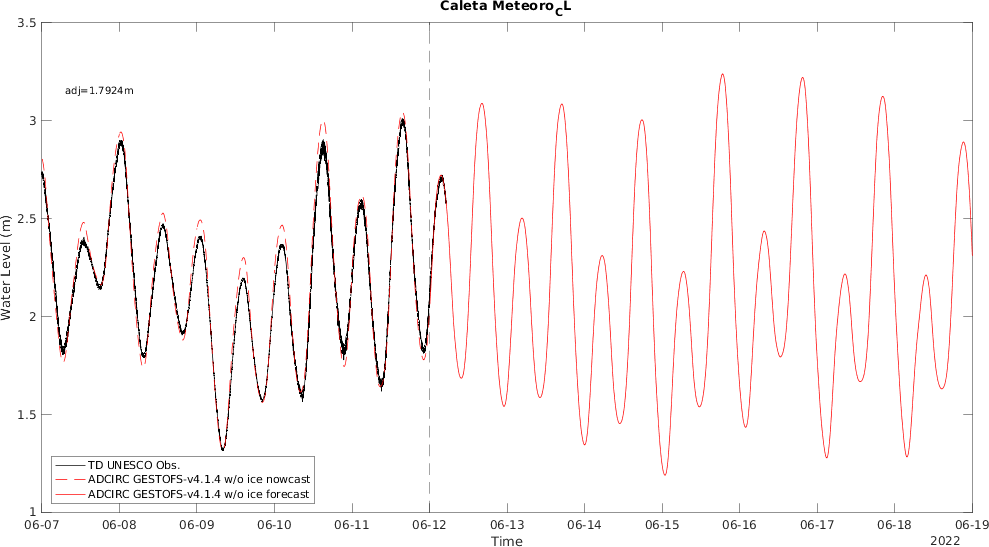 Caleta Meteoro_CL
adj=1.7924m
3.5
3
2.5
2
1.5
1
Water Level (m)
TD UNESCO Obs.
ADCIRC GESTOFS-v4.1.4 w/o ice nowcast
ADCIRC GESTOFS-v4.1.4 w/o ice forecast
06-07 06-08 06-09 06-10 06-11 06-12 06-13 06-14 06-15 06-16 06-17 06-18 06-19
Time
2022